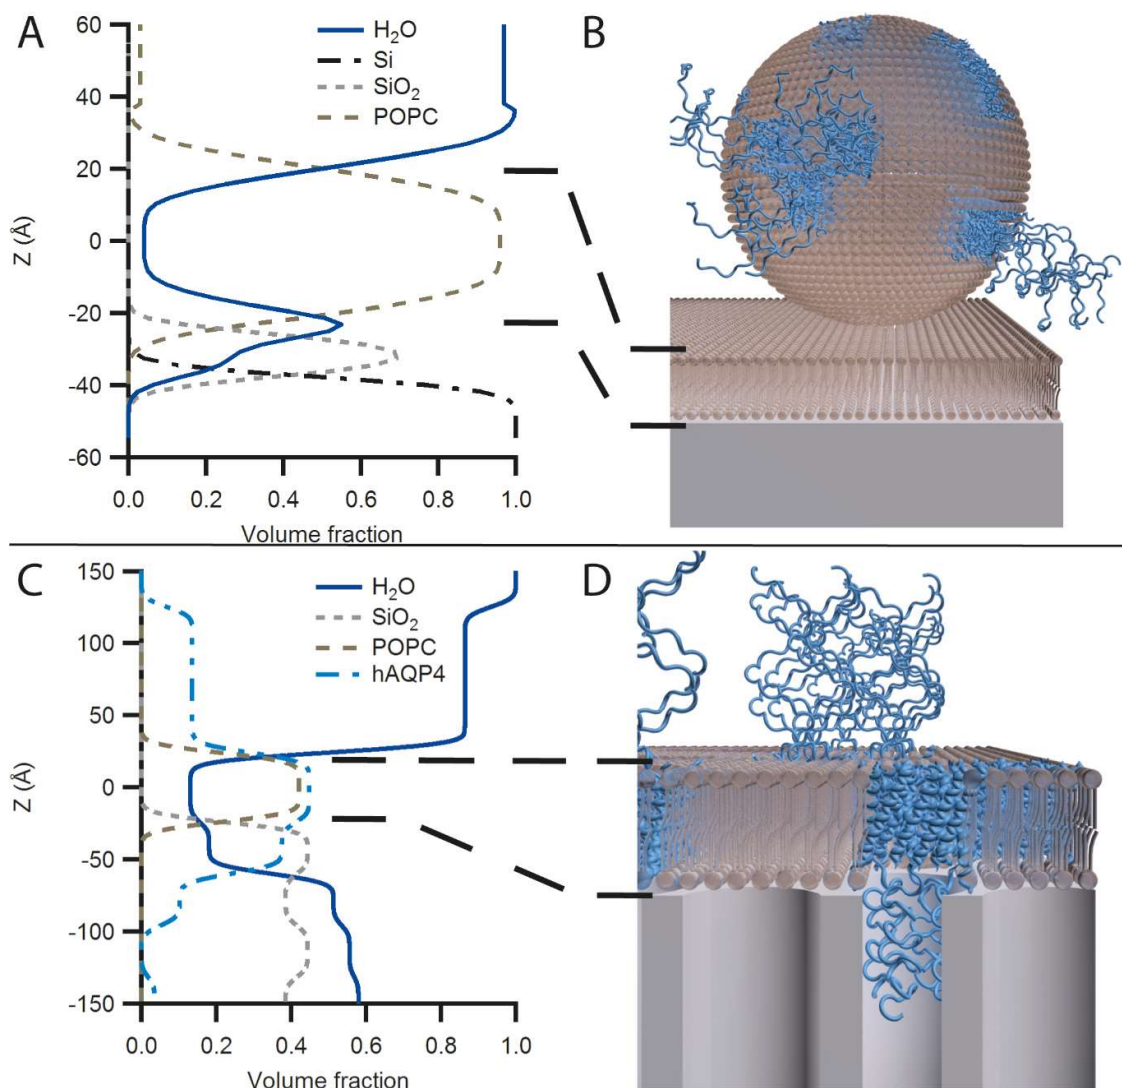 A
B
60
40
20
0
-20
-40
-60
Z (Å)
H₂O
Si
SiO₂
POPC
0.0 0.2 0.4 0.6 0.8 1.0
Volume fraction
C
D
150
100
50
0
-50
-100
-150
Z (Å)
H₂O
SiO₂
POPC
hAQP4
0.0 0.2 0.4 0.6 0.8 1.0
Volume fraction